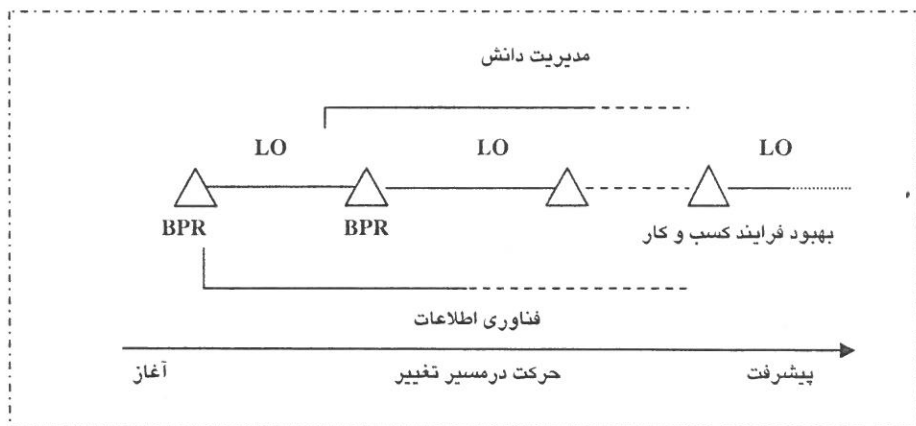 مدیریت دانش
LO LO LO
BPR BPR بهبود فرایند کسب و کار
فناوری اطلاعات
آغاز حرکت درمسیر تغییر پیشرفت